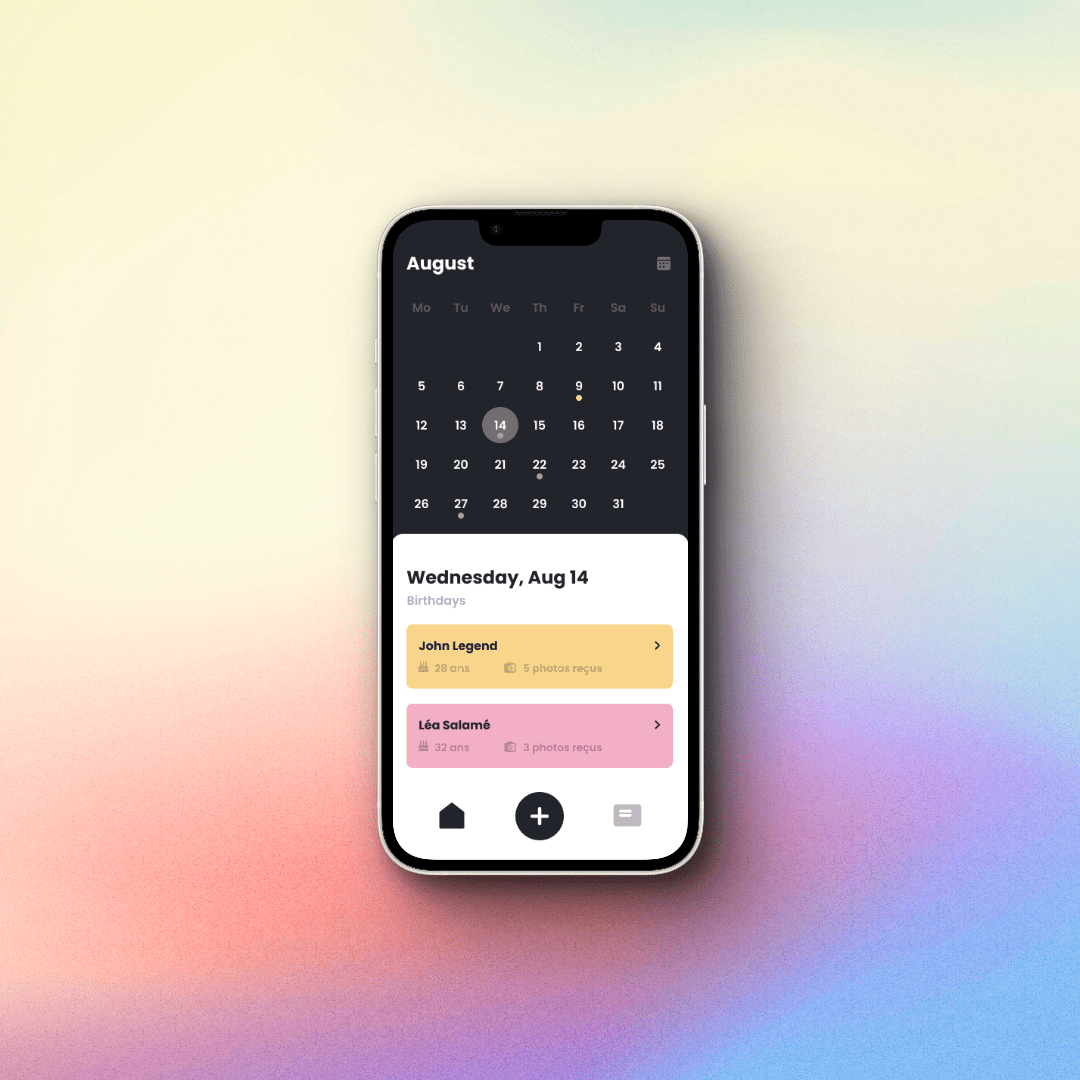 August
Mo Tu We Th Fr Sa Su
1 2 3 4
5 6 7 8 9 10 11
12 13 14 15 16 17 18
19 20 21 22 23 24 25
26 27 28 29 30 31
Wednesday, Aug 14
Birthdays
John Legend
28 ans 5 photos reçus
Léa Salamé
32 ans 3 photos reçus